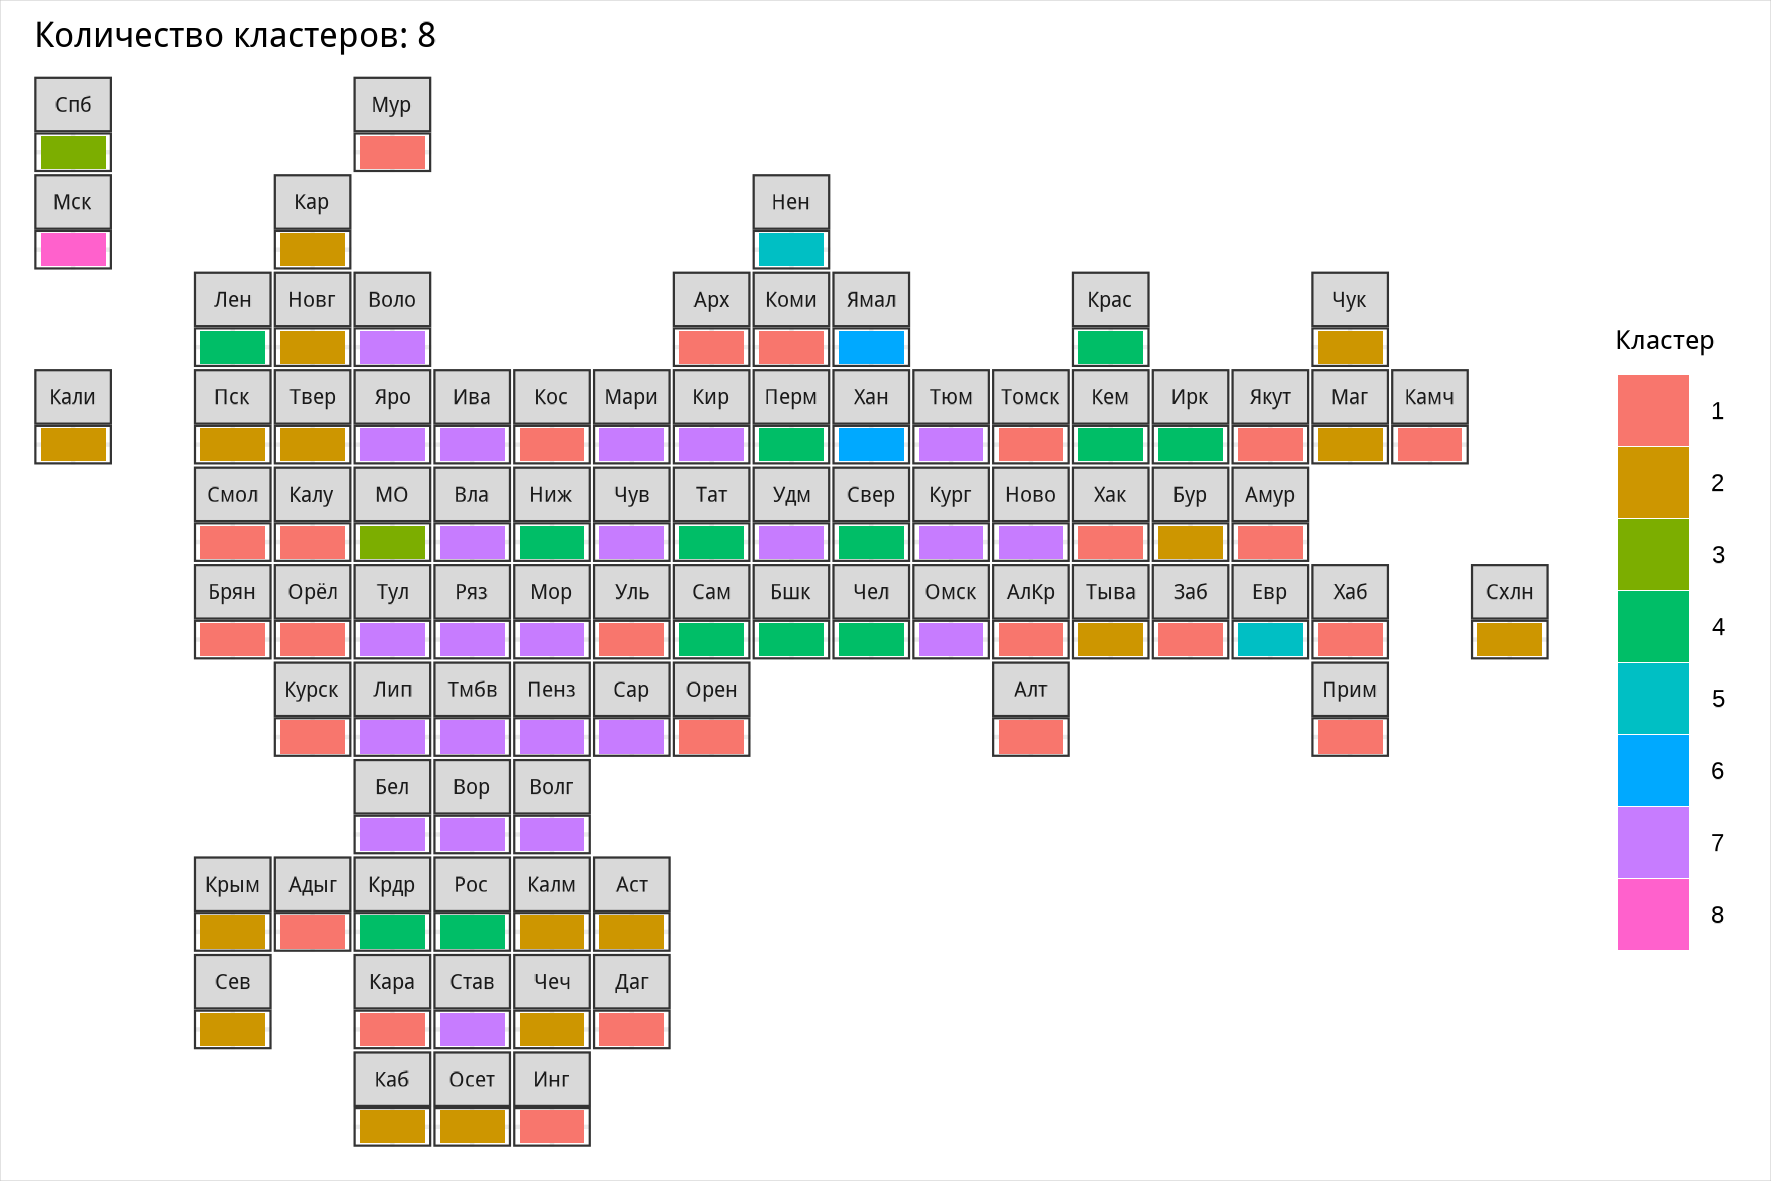 Количество кластеров: 8
Спб Мур
Мск Кар Нен
Лен Новг Воло Арх Коми Ямал Крас Чук
Кали Пск Твер Яро Ива Кос Мари Кир Перм Хан Тюм Томск Кем Ирк Якут Маг Камч
Смол Калу МО Вла Ниж Чув Тат Удм Свер Кург Ново Хак Бур Амур
Брян Орёл Тул Ряз Мор Уль Сам Бшк Чел Омск АлКр Тыва Заб Евр Хаб Схлн
Курск Лип Тмбв Пенз Сар Орен Алт Прим
Бел Вор Волг
Крым Адыг Крдр Рос Калм Аст
Сев Кара Став Чеч Даг
Каб Осет Инг
Кластер
1
2
3
4
5
6
7
8